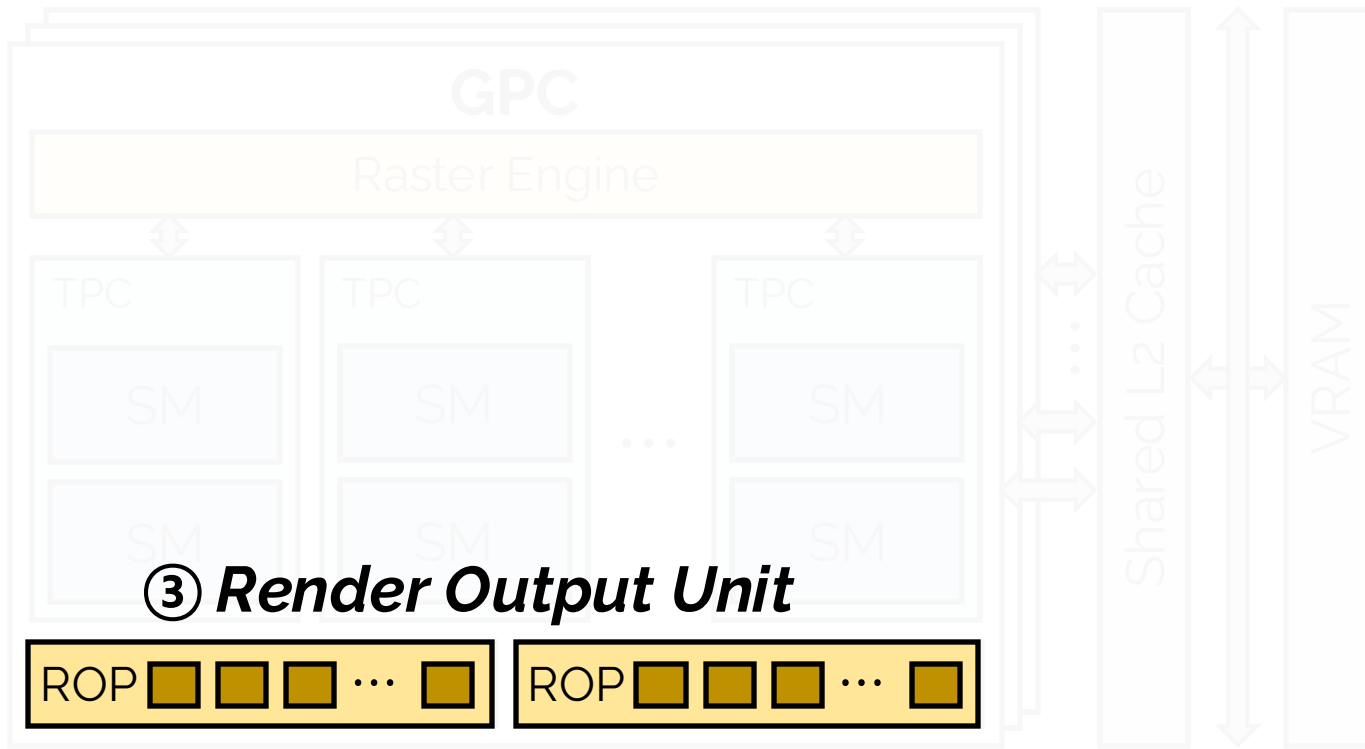 GPC
Raster Engine
TPC
TPC
TPC
SM
SM
SM
...
SM
SM
SM
③ Render Output Unit
ROP ...
ROP ...
...
Shared L2 Cache
VRAM